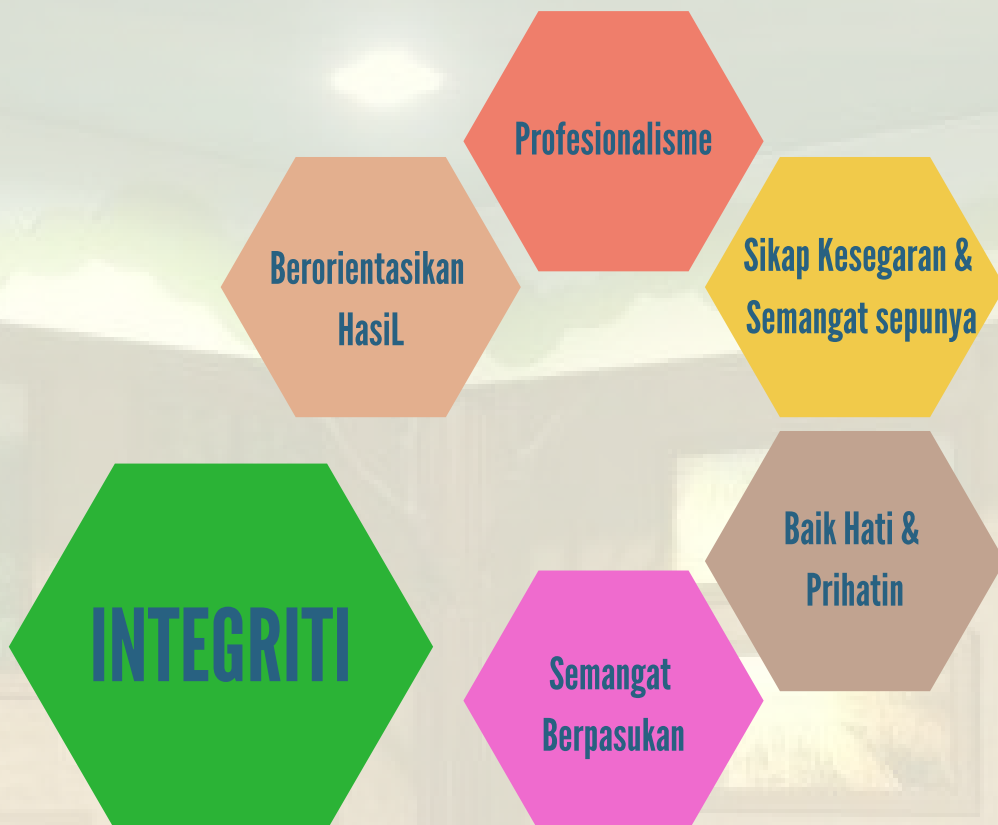 Profesionalisme
Berorientasikan
HasiL
Sikap Kesegaran &
Semangat sepunya
Baik Hati &
Prihatin
INTEGRITI
Semangat
Berpasukan